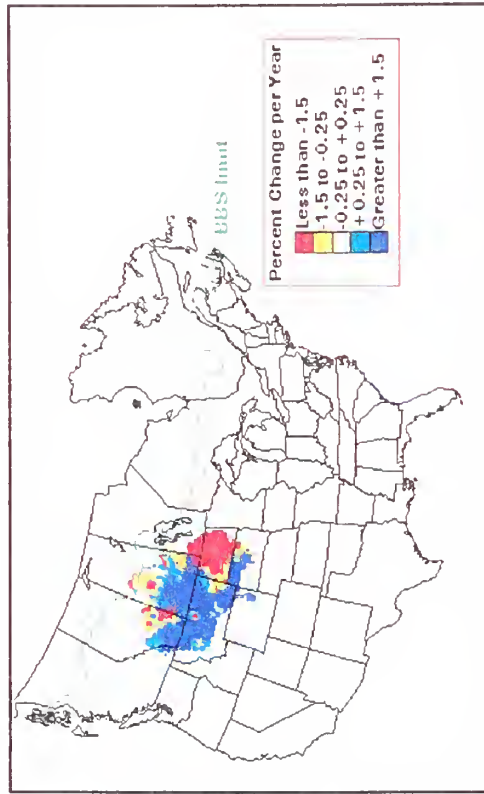 BBS limit
Percent Change per Year
Less than -1.5
-1.5 to -0.25
-0.25 to +0.25
+0.25 to +1.5
Greater than +1.5